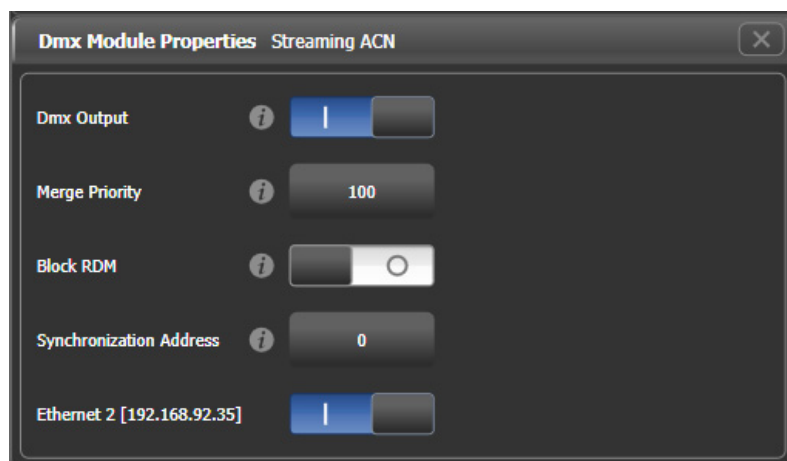 Dmx Module Properties Streaming ACN
Dmx Output
Merge Priority 100
Block RDM
Synchronization Address 0
Ethernet 2 [192.168.92.35]